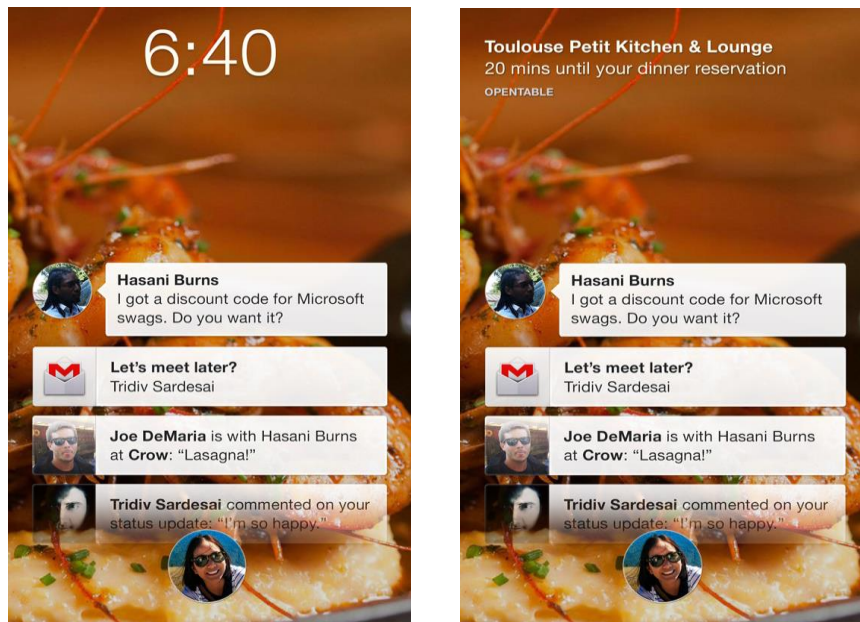 6:40
Hasani Burns
I got a discount code for Microsoft
swags. Do you want it?
Let's meet later?
Tridiv Sardesai
Joe DeMaria is with Hasani Burns
at Crow: “Lasagna!”
Tridiv Sardesai commented on your
status update: “I'm so happy.”
Toulouse Petit Kitchen & Lounge
20 mins until your dinner reservation
OPENTABLE
Hasani Burns
I got a discount code for Microsoft
swags. Do you want it?
Let's meet later?
Tridiv Sardesai
Joe DeMaria is with Hasani Burns
at Crow: “Lasagna!”
Tridiv Sardesai commented on your
status update: “I'm so happy.”